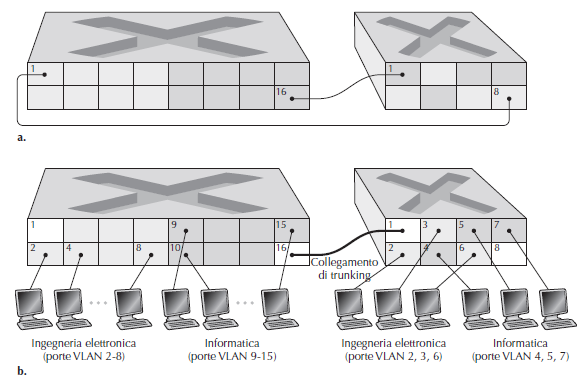 1
1
16
8
a.
1
9
15
1
3
5
7
2
4
8
10
16
2
4
6
8
Collegamento
di trunking
Ingegneria elettronica
(porte VLAN 2-8)
Informatica
(porte VLAN 9-15)
Ingegneria elettronica
(porte VLAN 2, 3, 6)
Informatica
(porte VLAN 4, 5, 7)
b.